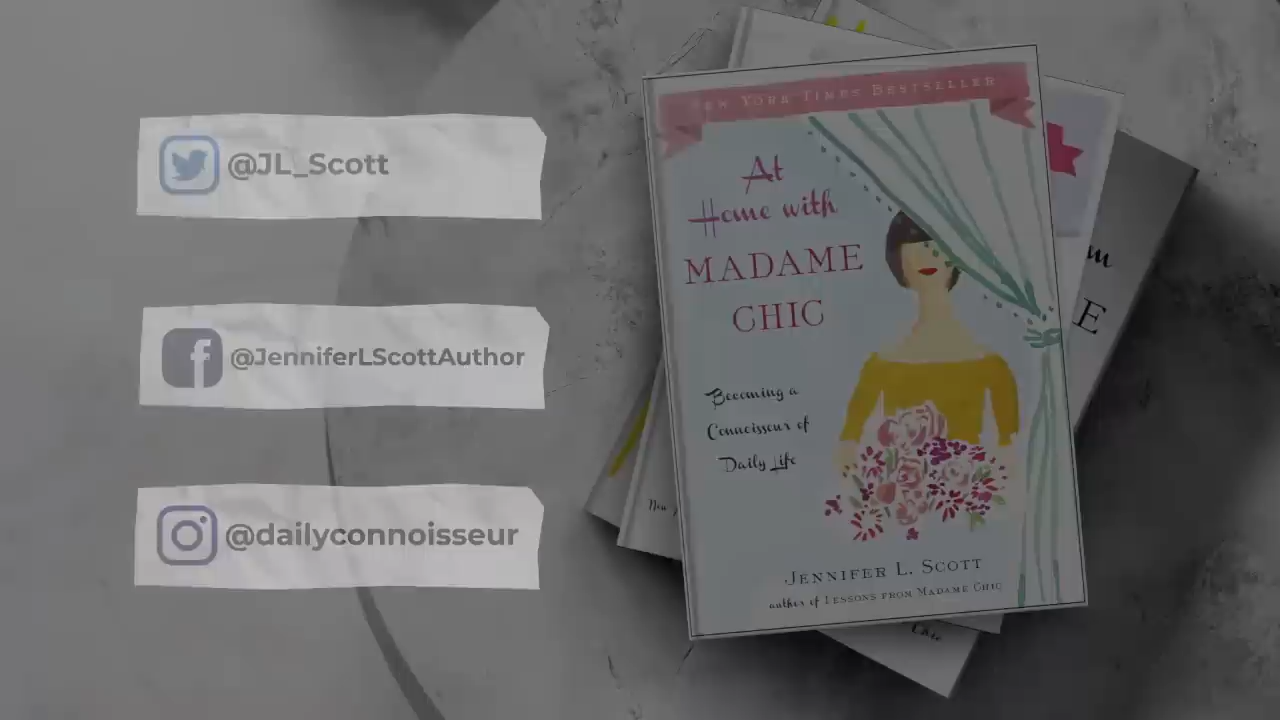 @JL_Scott
@JenniferLScottAuthor
@dailyconnoisseur
New York Times Bestseller
At
Home with
MADAME
CHIC
Becoming a
Connoisseur of
Daily Life
JENNIFER L. SCOTT
author of LESSONS FROM MADAME CHIC
E